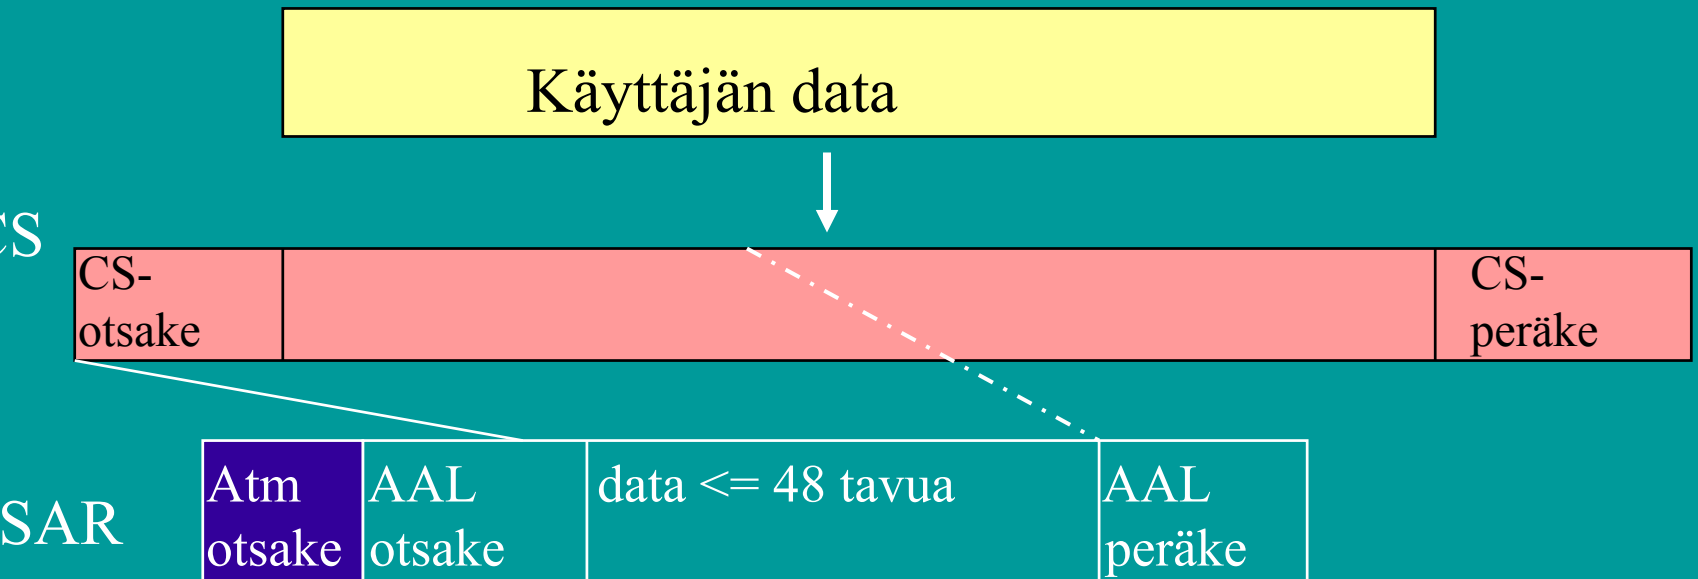 Käyttäjän data
CS
CS-
otsake
CS-
peräke
SAR
Atm
otsake
AAL
otsake
data <= 48 tavua
AAL
peräke